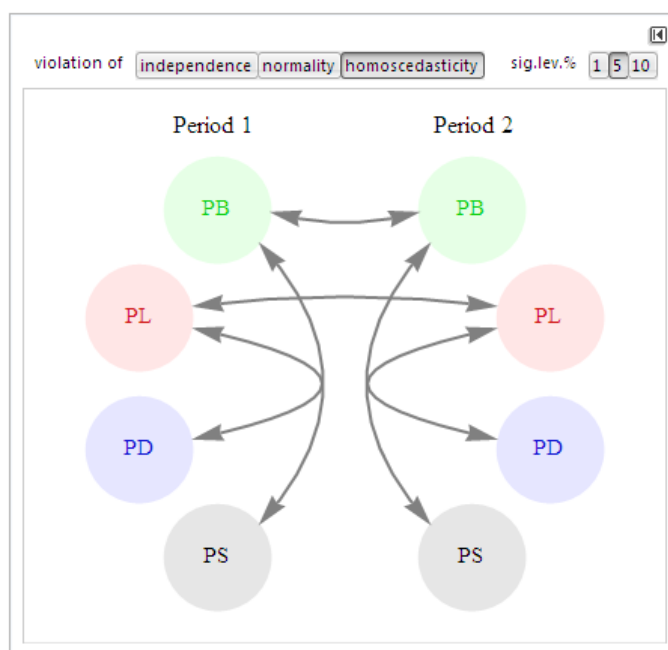 violation of independence normality homoscedasticity sig.lev.% 1 5 10
Period 1 Period 2
PB PB
PL PL
PD PD
PS PS